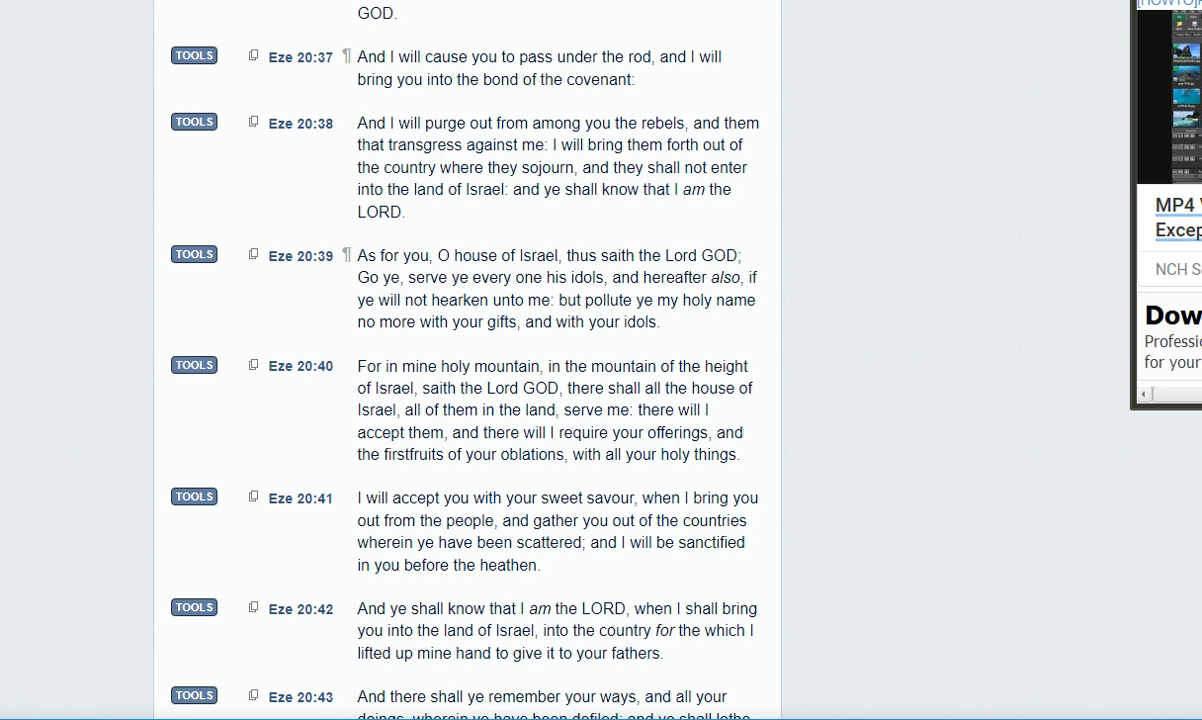 GOD.
TOOLS Eze 20:37 ¶ And I will cause you to pass under the rod, and I will
bring you into the bond of the covenant:
TOOLS Eze 20:38 And I will purge out from among you the rebels, and them
that transgress against me: I will bring them forth out of
the country where they sojourn, and they shall not enter
into the land of Israel: and ye shall know that I am the
LORD.
TOOLS Eze 20:39 ¶ As for you, O house of Israel, thus saith the Lord GOD;
Go ye, serve ye every one his idols, and hereafter also, if
ye will not hearken unto me: but pollute ye my holy name
no more with your gifts, and with your idols.
TOOLS Eze 20:40 For in mine holy mountain, in the mountain of the height
of Israel, saith the Lord GOD, there shall all the house of
Israel, all of them in the land, serve me: there will I
accept them, and there will I require your offerings, and
the firstfruits of your oblations, with all your holy things.
TOOLS Eze 20:41 I will accept you with your sweet savour, when I bring you
out from the people, and gather you out of the countries
wherein ye have been scattered; and I will be sanctified
in you before the heathen.
TOOLS Eze 20:42 And ye shall know that I am the LORD, when I shall bring
you into the land of Israel, into the country for the which I
lifted up mine hand to give it to your fathers.
TOOLS Eze 20:43 And there shall ye remember your ways, and all your
doings, wherein ye have been defiled; and ye shall lothe
MP4 V
Excep
NCH S
Dow
Professi
for your